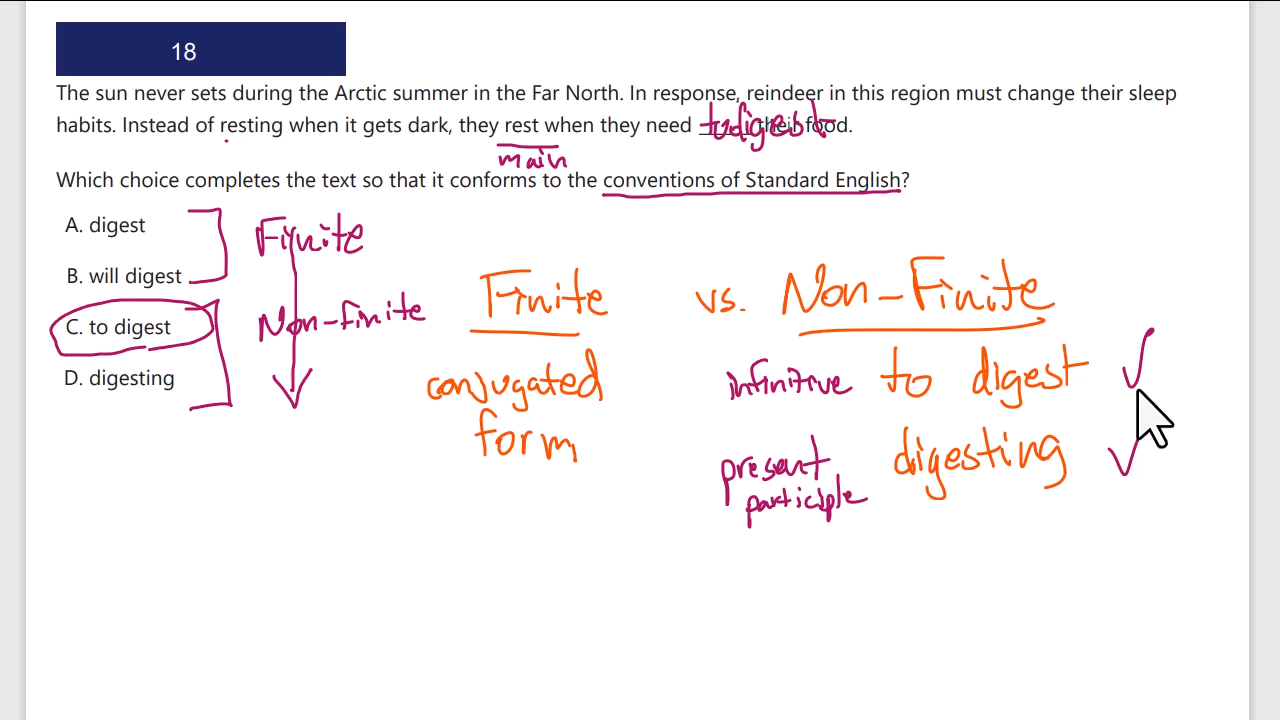 18
The sun never sets during the Arctic summer in the Far North. In response, reindeer in this region must change their sleep
habits. Instead of resting when it gets dark, they rest when they need to digest their food.
main
Which choice completes the text so that it conforms to the conventions of Standard English?
A. digest
B. will digest
C. to digest
D. digesting
Finite
Non-finite
Finite vs. Non-Finite
conjugated
form
infinitive to digest
present
participle
digesting